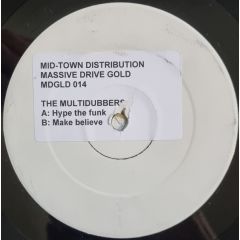 MID-TOWN DISTRIBUTION
MASSIVE DRIVE GOLD
MDGLD 014
THE MULTIDUBBERS
A: Hype the funk
B: Make believe